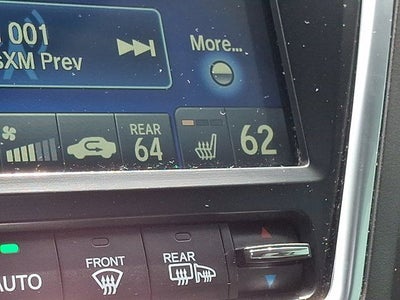 001
sXM Prev
More...
REAR
64
62
AUTO
FRONT
REAR